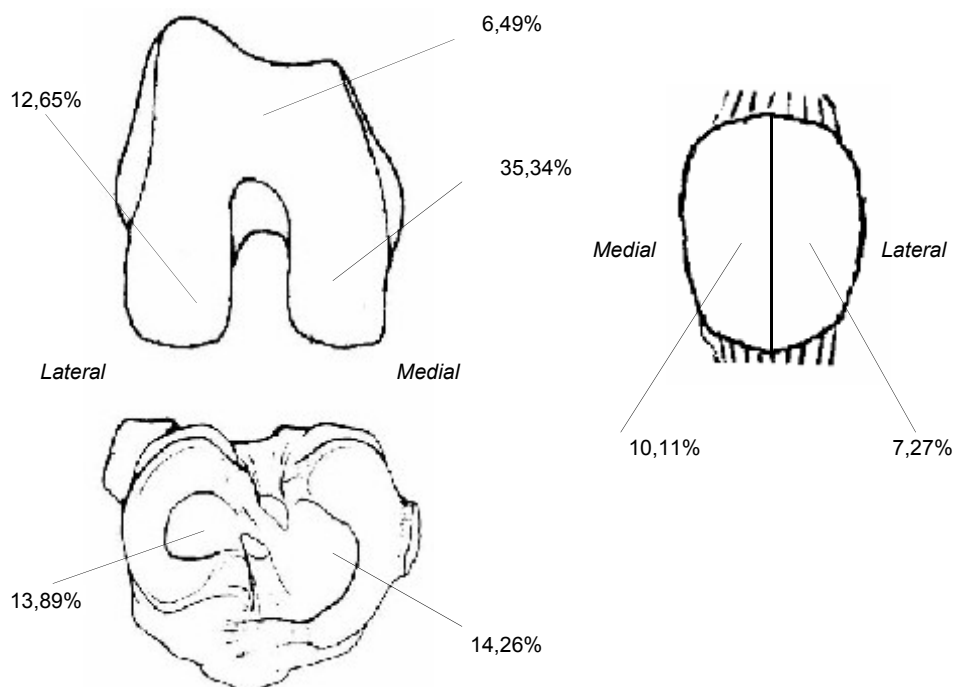 6,49%
12,65%
35,34%
Medial
Lateral
Lateral
Medial
10,11%
7,27%
13,89%
14,26%